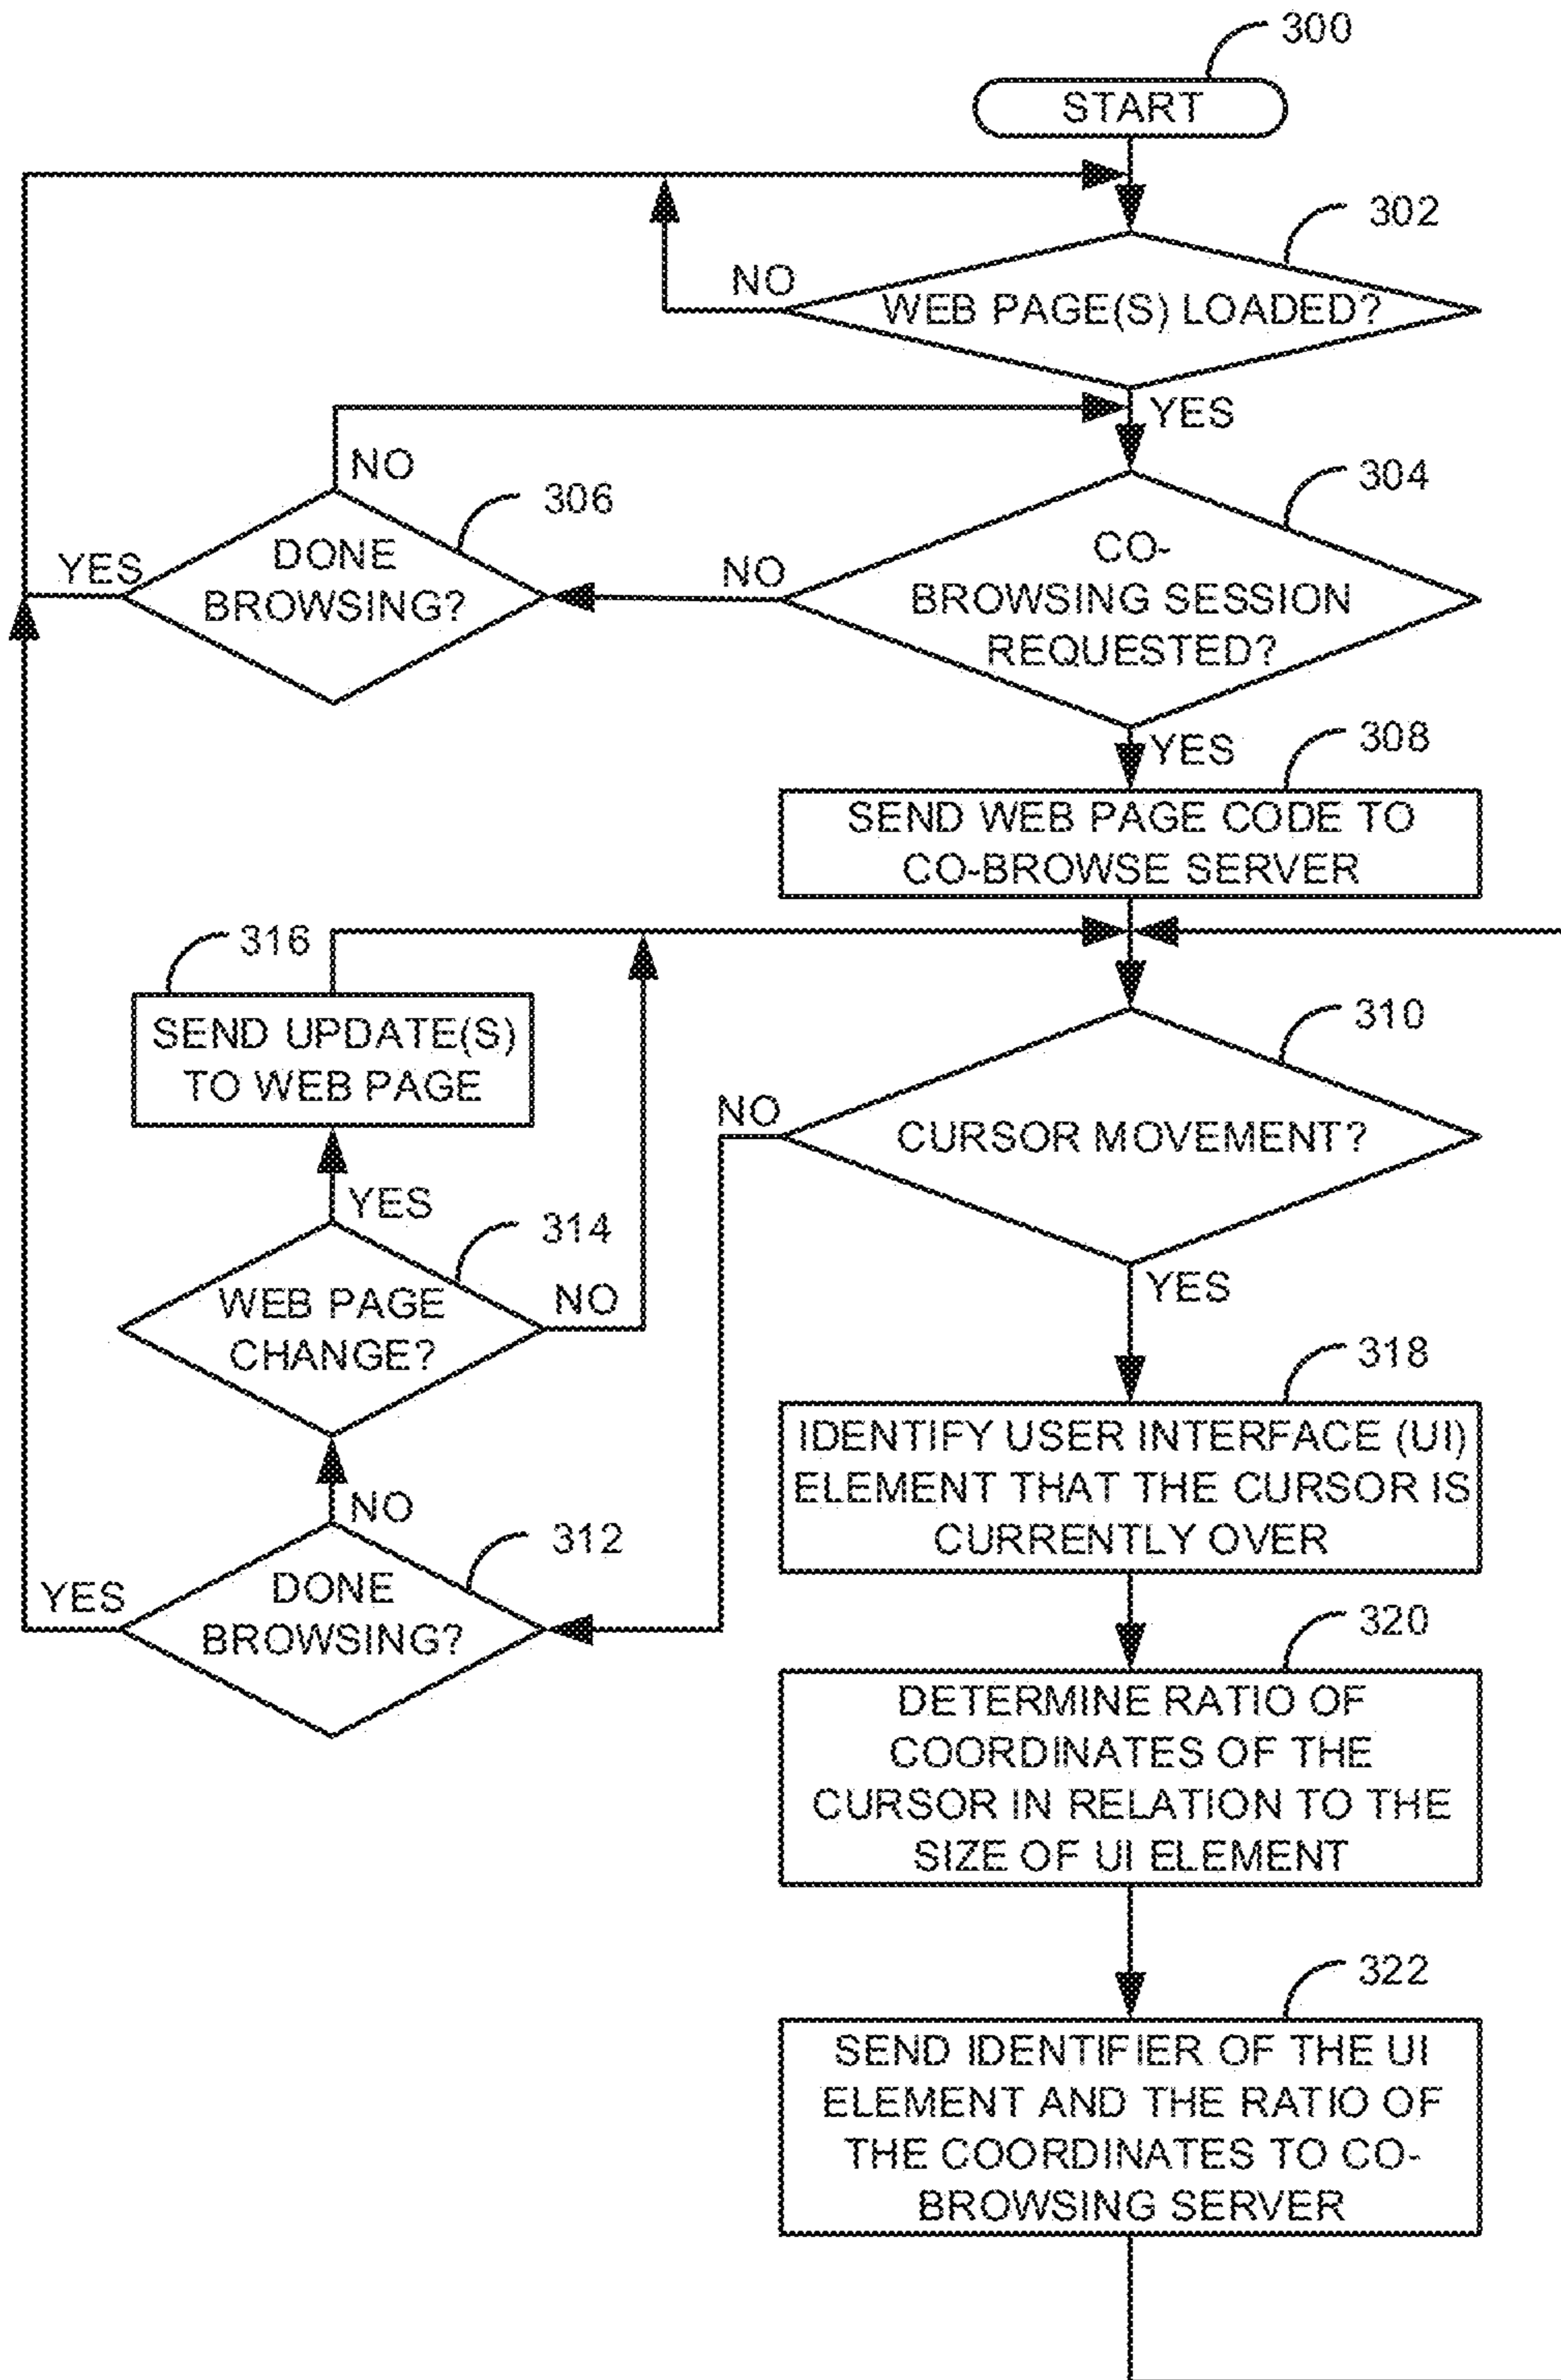 300
START
302
NO
WEB PAGE(S) LOADED?
YES
NO
304
306
CO-
BROWSING SESSION
REQUESTED?
YES
DONE
BROWSING?
NO
YES
308
SEND WEB PAGE CODE TO
CO-BROWSE SERVER
316
SEND UPDATE(S)
TO WEB PAGE
310
NO
CURSOR MOVEMENT?
YES
YES
314
WEB PAGE
CHANGE?
NO
318
IDENTIFY USER INTERFACE (UI)
ELEMENT THAT THE CURSOR IS
CURRENTLY OVER
NO
312
YES
DONE
BROWSING?
320
DETERMINE RATIO OF
COORDINATES OF THE
CURSOR IN RELATION TO THE
SIZE OF UI ELEMENT
322
SEND IDENTIFIER OF THE UI
ELEMENT AND THE RATIO OF
THE COORDINATES TO CO-
BROWSING SERVER